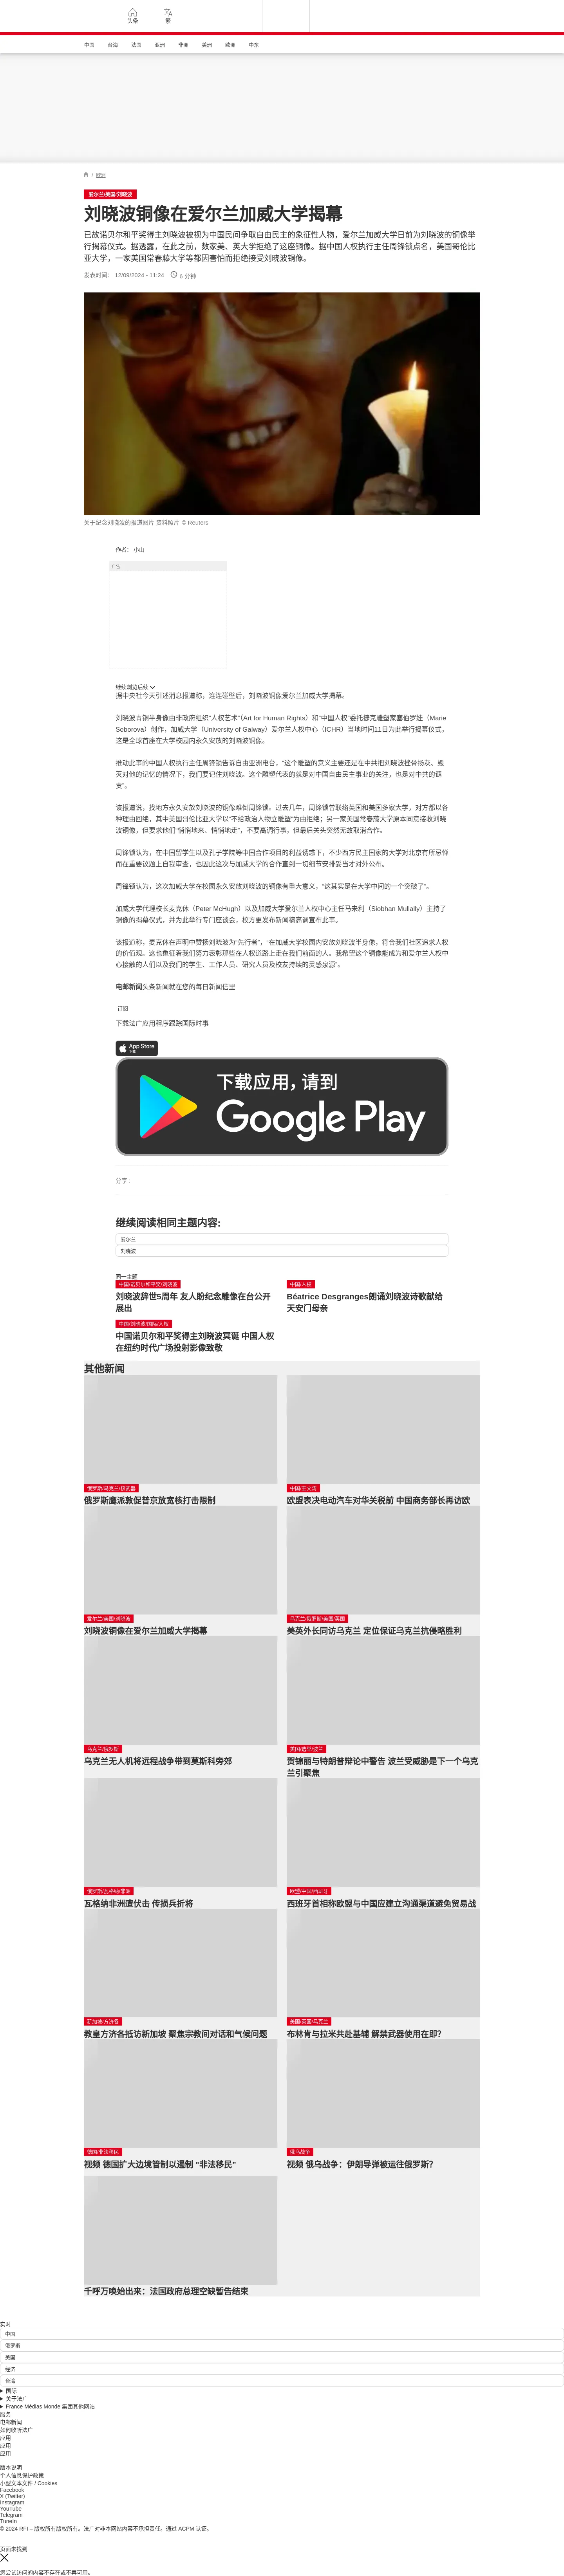 头条
繁
中国
台海
法国
亚洲
非洲
美洲
欧洲
中东
/ 欧洲
爱尔兰/美国/刘晓波
刘晓波铜像在爱尔兰加威大学揭幕
已故诺贝尔和平奖得主刘晓波被视为中国民间争取自由民主的象征性人物，爱尔兰加威大学日前为刘晓波的铜像举
行揭幕仪式。据透露，在此之前，数家美、英大学拒绝了这座铜像。据中国人权执行主任周锋锁点名，美国哥伦比
亚大学，一家美国常春藤大学等都因害怕而拒绝接受刘晓波铜像。
发表时间： 12/09/2024 - 11:24 6 分钟
关于纪念刘晓波的报道图片 资料照片 © Reuters
作者： 小山
广告
继续浏览后续
据中央社今天引述消息报道称，连连碰壁后，刘晓波铜像爱尔兰加威大学揭幕。
刘晓波青铜半身像由非政府组织“人权艺术”（Art for Human Rights）和“中国人权”委托捷克雕塑家塞伯罗娃（Marie
Seborova）创作，加威大学（University of Galway）爱尔兰人权中心（ICHR）当地时间11日为此举行揭幕仪式，
这是全球首座在大学校园内永久安放的刘晓波铜像。
推动此事的中国人权执行主任周锋锁告诉自由亚洲电台，“这个雕塑的意义主要还是在中共把刘晓波挫骨扬灰、毁
灭对他的记忆的情况下，我们要记住刘晓波。这个雕塑代表的就是对中国自由民主事业的关注，也是对中共的谴
责”。
该报道说，找地方永久安放刘晓波的铜像难倒周锋锁。过去几年，周锋锁曾联络英国和美国多家大学，对方都以各
种理由回绝，其中美国哥伦比亚大学以“不给政治人物立雕塑”为由拒绝；另一家美国常春藤大学原本同意接收刘晓
波铜像，但要求他们“悄悄地来、悄悄地走”，不要高调行事，但最后关头突然无故取消合作。
周锋锁认为，在中国留学生以及孔子学院等中国合作项目的利益诱惑下，不少西方民主国家的大学对北京有所忌惮
而在重要议题上自我审查，也因此这次与加威大学的合作直到一切细节安排妥当才对外公布。
周锋锁认为，这次加威大学在校园永久安放刘晓波的铜像有重大意义，“这其实是在大学中间的一个突破了”。
加威大学代理校长麦克休（Peter McHugh）以及加威大学爱尔兰人权中心主任马来利（Siobhan Mullally）主持了
铜像的揭幕仪式，并为此举行专门座谈会，校方更发布新闻稿高调宣布此事。
该报道称，麦克休在声明中赞扬刘晓波为“先行者”，“在加威大学校园内安放刘晓波半身像，符合我们社区追求人权
的价值观。这也象征着我们努力表彰那些在人权道路上走在我们前面的人。我希望这个铜像能成为和爱尔兰人权中
心接触的人们以及我们的学生、工作人员、研究人员及校友持续的灵感泉源”。
电邮新闻头条新闻就在您的每日新闻信里
订阅
下载法广应用程序跟踪国际时事
App Store
下载
下载应用，请到
Google Play
分享 :
继续阅读相同主题内容:
爱尔兰
刘晓波
同一主题
中国/诺贝尔和平奖/刘晓波
刘晓波辞世5周年 友人盼纪念雕像在台公开
展出
中国/人权
Béatrice Desgranges朗诵刘晓波诗歌献给
天安门母亲
中国/刘晓波/国际/人权
中国诺贝尔和平奖得主刘晓波冥诞 中国人权
在纽约时代广场投射影像致敬
其他新闻
俄罗斯/乌克兰/核武器
俄罗斯鹰派敦促普京放宽核打击限制
中国/王文涛
欧盟表决电动汽车对华关税前 中国商务部长再访欧
爱尔兰/美国/刘晓波
刘晓波铜像在爱尔兰加威大学揭幕
乌克兰/俄罗斯/美国/英国
美英外长同访乌克兰 定位保证乌克兰抗侵略胜利
乌克兰/俄罗斯
乌克兰无人机将远程战争带到莫斯科旁郊
美国/选举/波兰
贺锦丽与特朗普辩论中警告 波兰受威胁是下一个乌克
兰引聚焦
俄罗斯/瓦格纳/非洲
瓦格纳非洲遭伏击 传损兵折将
欧盟/中国/西班牙
西班牙首相称欧盟与中国应建立沟通渠道避免贸易战
新加坡/方济各
教皇方济各抵访新加坡 聚焦宗教间对话和气候问题
美国/英国/乌克兰
布林肯与拉米共赴基辅 解禁武器使用在即？
德国/非法移民
视频 德国扩大边境管制以遏制 "非法移民"
俄乌战争
视频 俄乌战争：伊朗导弹被运往俄罗斯？
千呼万唤始出来：法国政府总理空缺暂告结束
实时
中国
俄罗斯
美国
经济
台湾
国际
关于法广
France Médias Monde 集团其他网站
服务
电邮新闻
如何收听法广
应用
应用
应用
版本说明
个人信息保护政策
小型文本文件 / Cookies
Facebook
X (Twitter)
Instagram
YouTube
Telegram
TuneIn
© 2024 RFI – 版权所有版权所有。法广对非本网站内容不承担责任。通过 ACPM 认证。
页面未找到
您尝试访问的内容不存在或不再可用。